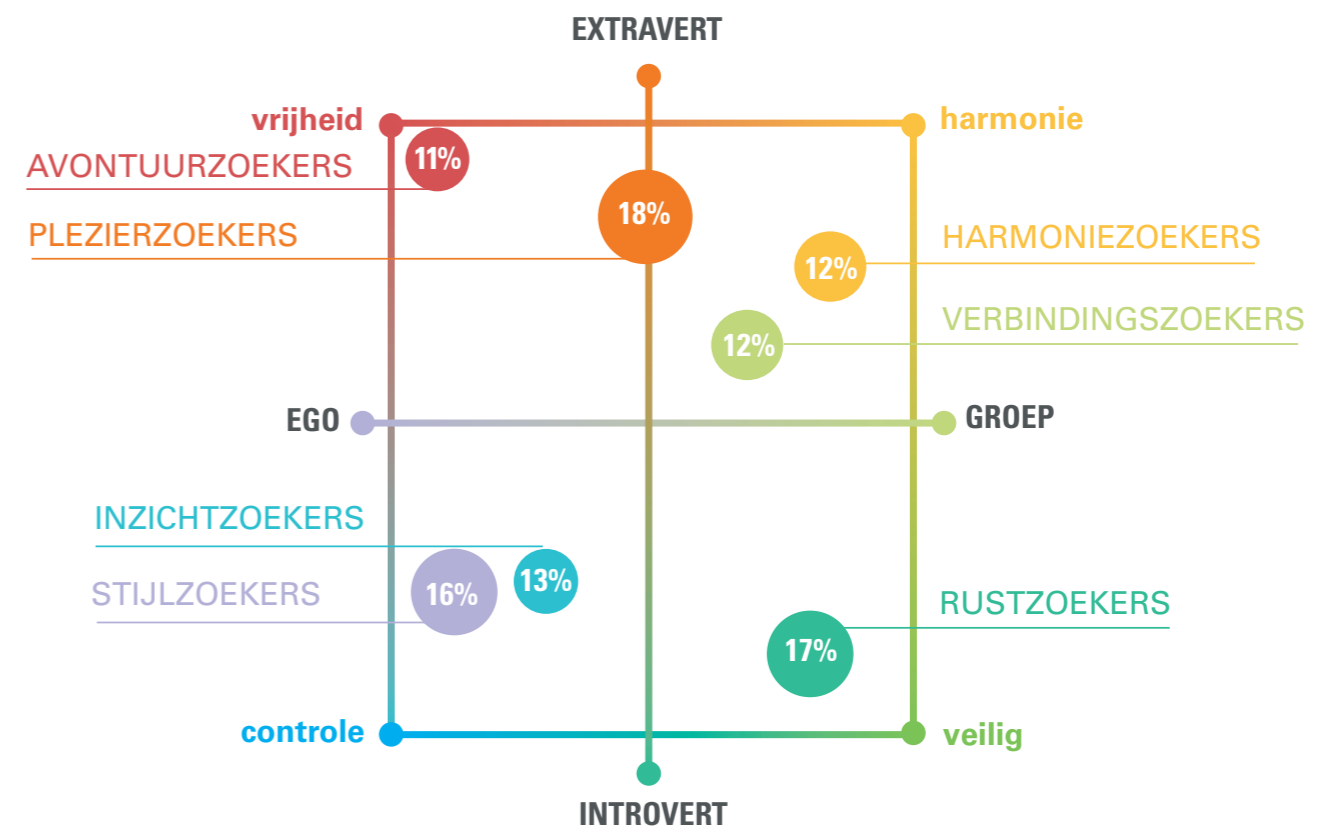 EXTRAVERT
vrijheid
harmonie
AVONTUURZOEKERS
11%
PLEZIERZOEKERS
18%
HARMONIEZOEKERS
12%
VERBINDINGSZOEKERS
12%
EGO
GROEP
INZICHTZOEKERS
13%
STIJLZOEKERS
16%
RUSTZOEKERS
17%
controle
veilig
INTROVERT